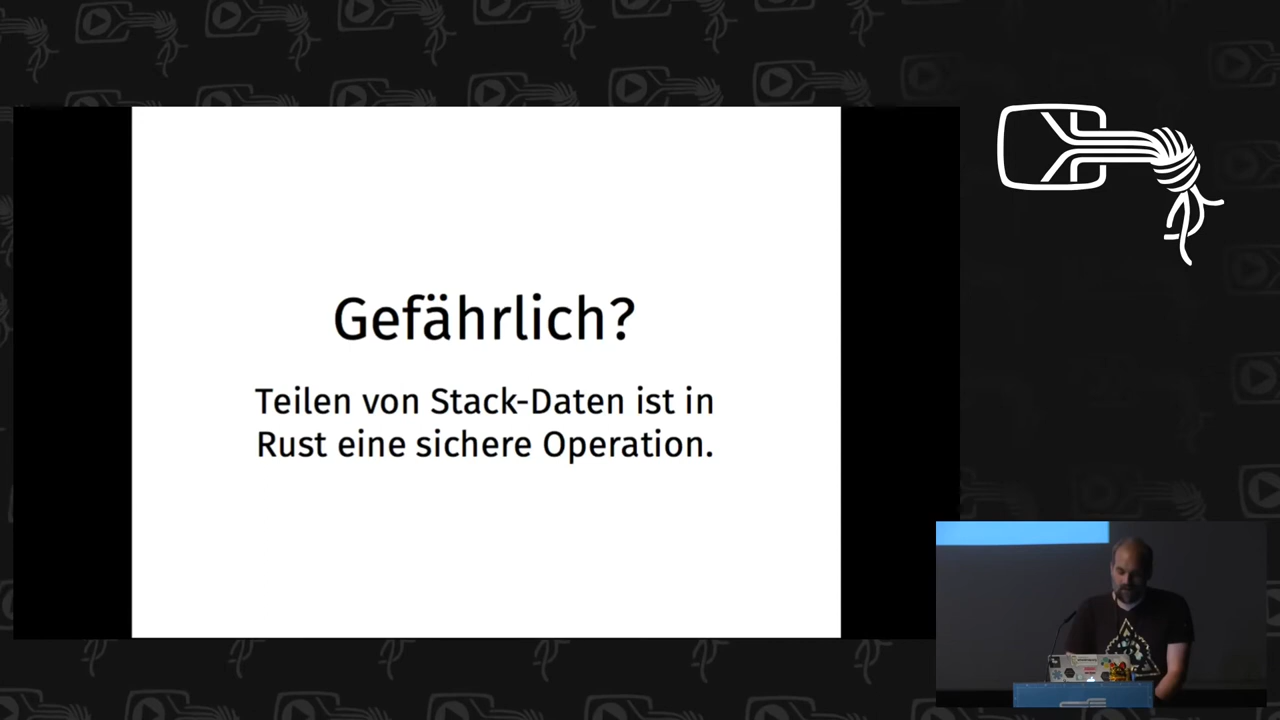 Gefährlich?
Teilen von Stack-Daten ist in
Rust eine sichere Operation.